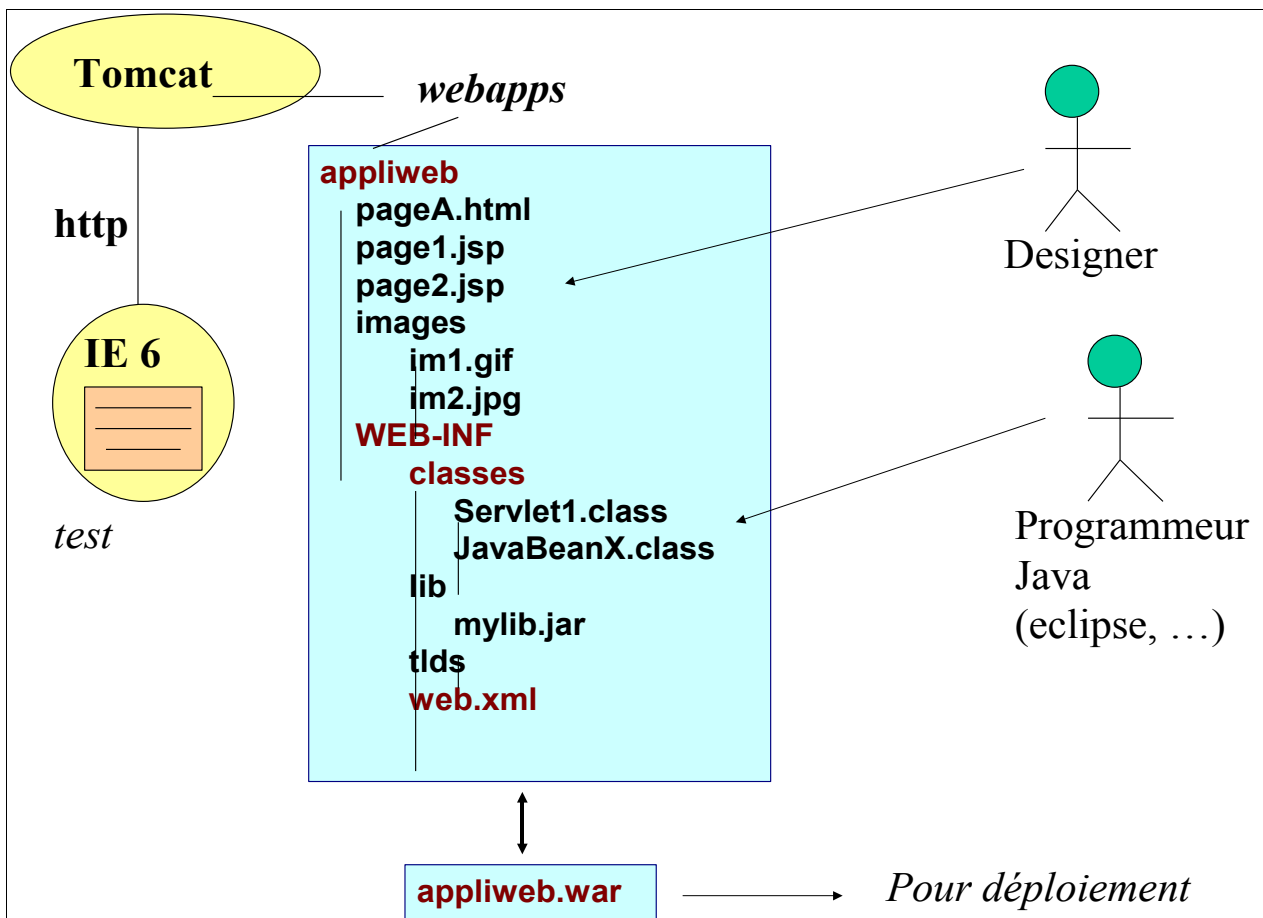 Tomcat
webapps
http
IE 6
test
appliweb
pageA.html
page1.jsp
page2.jsp
images
im1.gif
im2.jpg
WEB-INF
classes
Servlet1.class
JavaBeanX.class
lib
mylib.jar
tlds
web.xml
Designer
Programmeur
Java
(eclipse, …)
appliweb.war
Pour déploiement